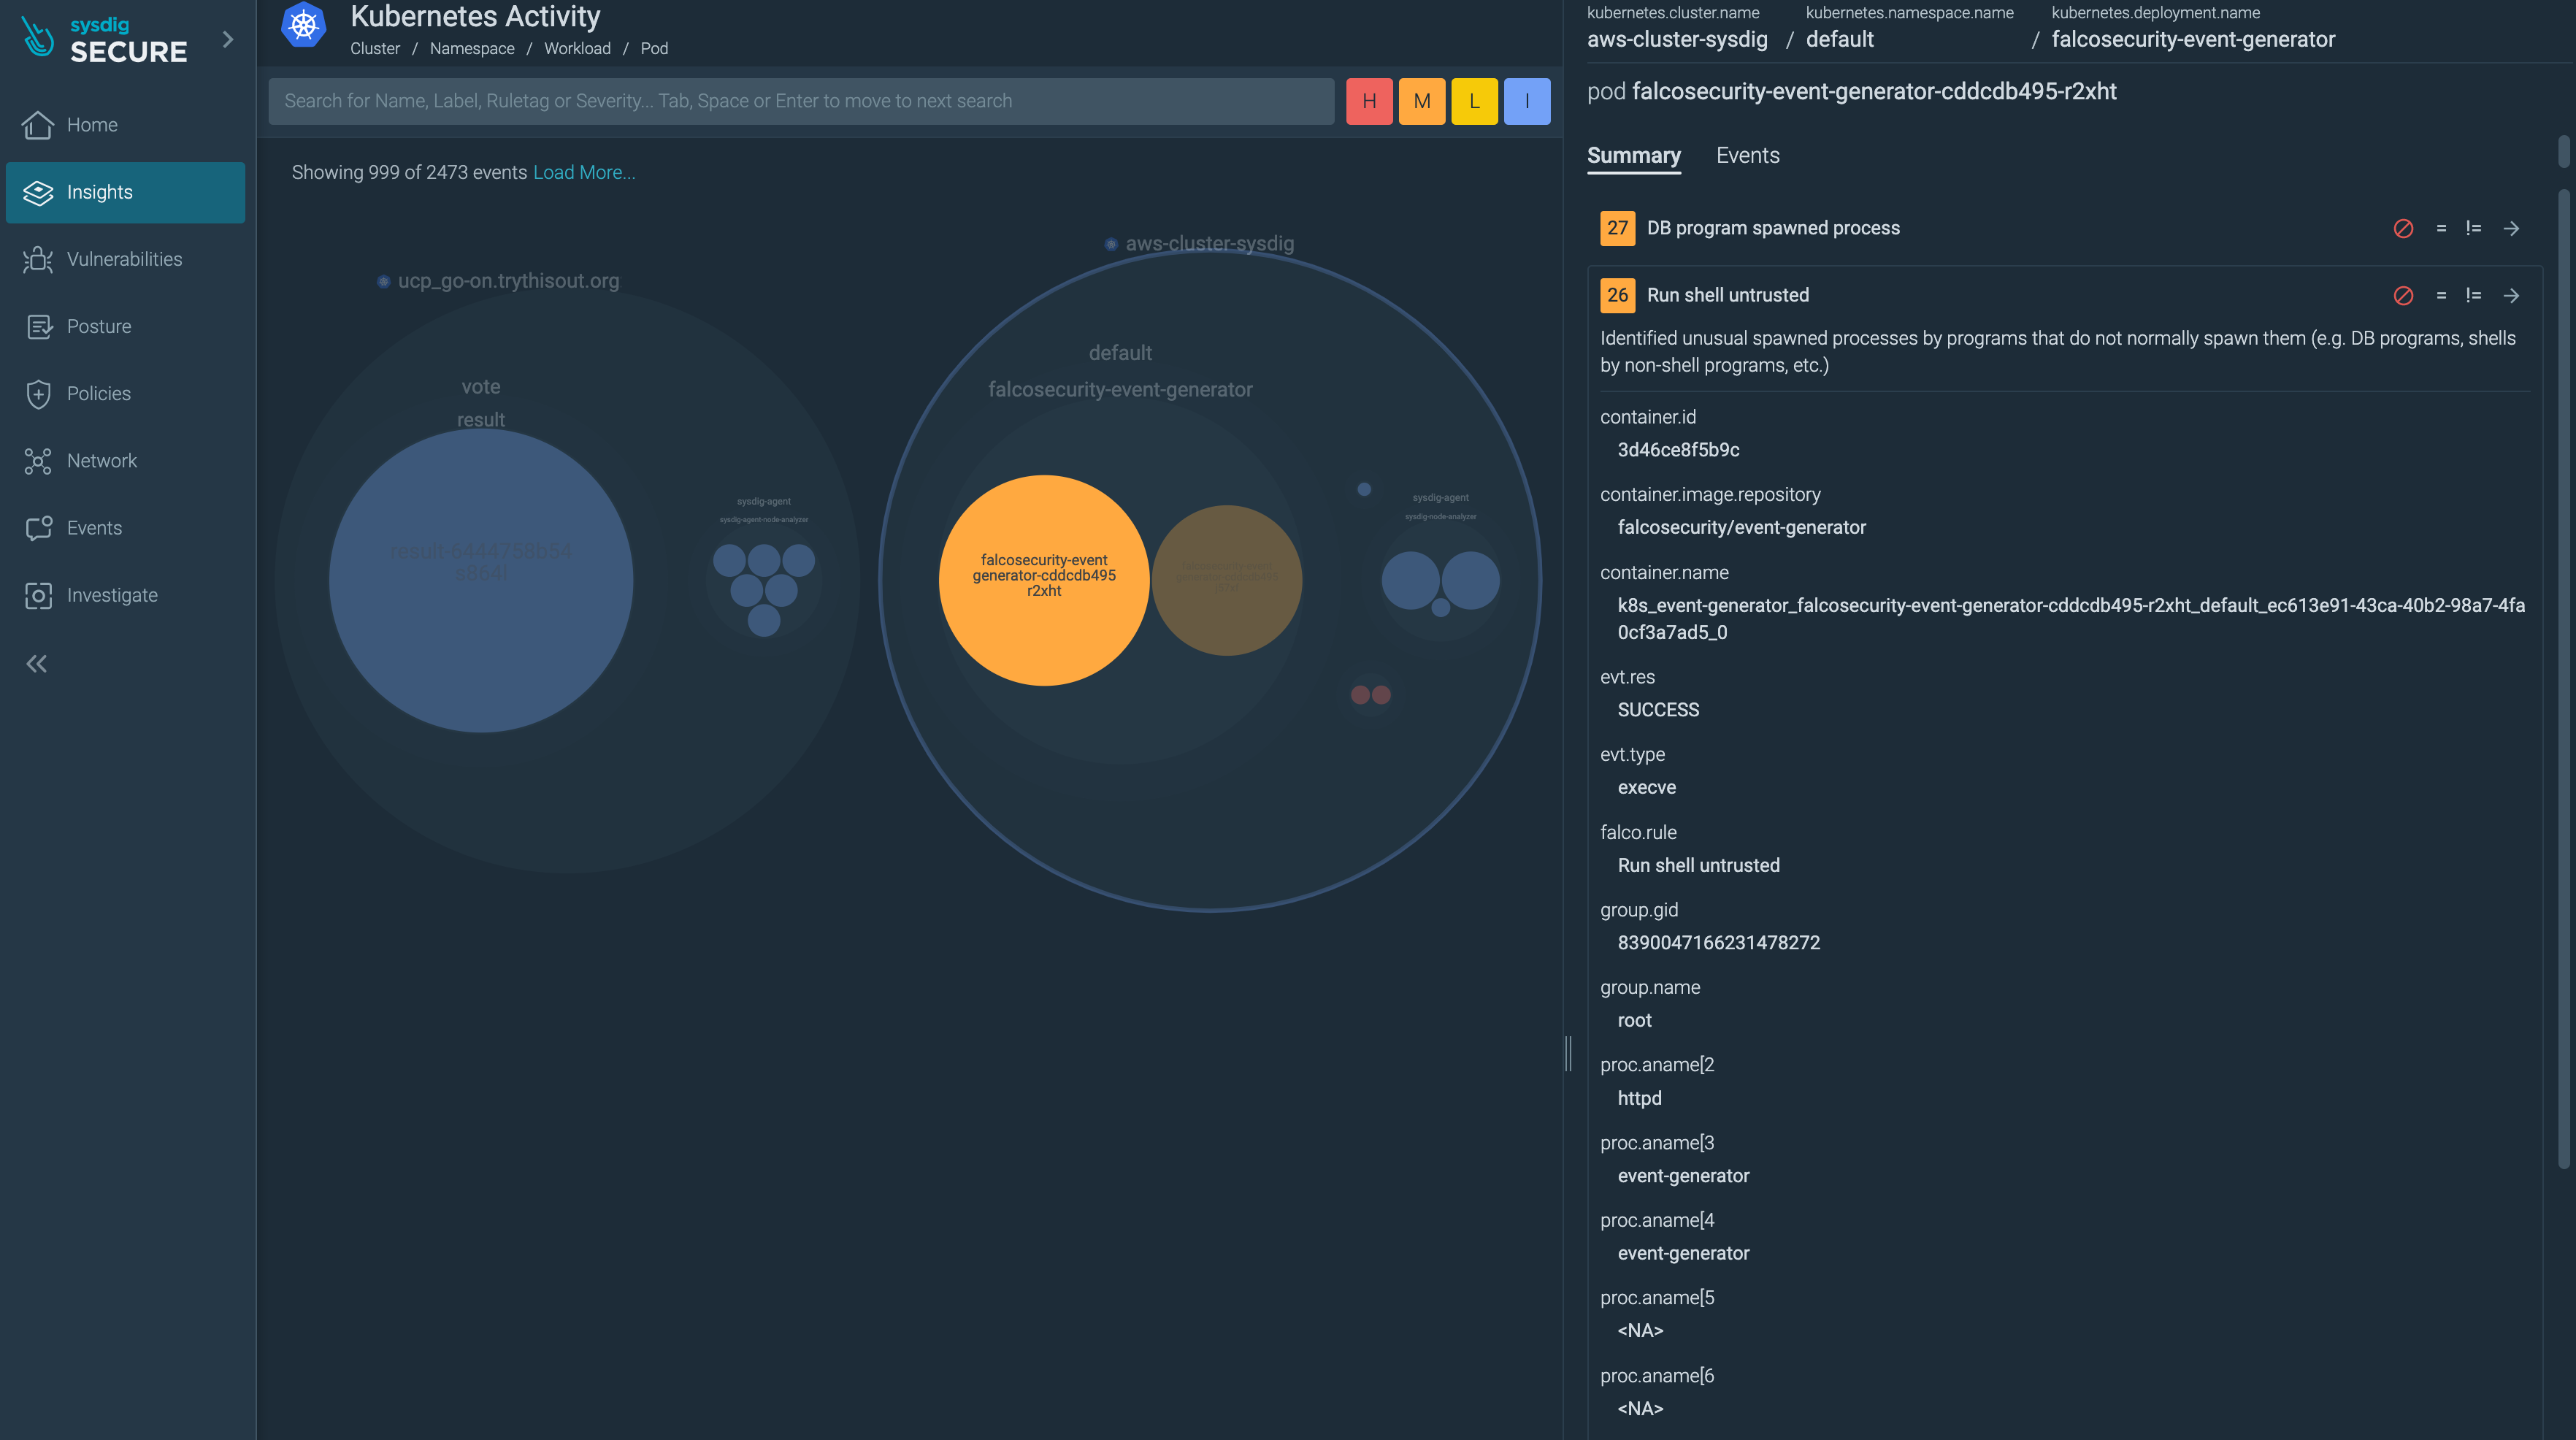 sysdig
SECURE
Home
Insights
Vulnerabilities
Posture
Policies
Network
Events
Investigate
Kubernetes Activity
Cluster / Namespace / Workload / Pod
Search for Name, Label, Ruletag or Severity... Tab, Space or Enter to move to next search
H M L I
Showing 999 of 2473 events Load More...
ucp_go-on.trythisout.org
vote
result
result-6444758b54
sysdig-agent
sysdig-agent-node-analyzer
aws-cluster-sysdig
default
falcosecurity-event-generator
falcosecurity-event
generator-cddcdb495
r2xht
sysdig-agent
sysdig-node-analyzer
kubernetes.cluster.name kubernetes.namespace.name kubernetes.deployment.name
aws-cluster-sysdig / default / falcosecurity-event-generator
pod falcosecurity-event-generator-cddcdb495-r2xht
Summary Events
27 DB program spawned process = !=
26 Run shell untrusted = !=
Identified unusual spawned processes by programs that do not normally spawn them (e.g. DB programs, shells
by non-shell programs, etc.)
container.id
3d46ce8f5b9c
container.image.repository
falcosecurity/event-generator
container.name
k8s_event-generator_falcosecurity-event-generator-cddcdb495-r2xht_default_ec613e91-43ca-40b2-98a7-4fa
0cf3a7ad5_0
evt.res
SUCCESS
evt.type
execve
falco.rule
Run shell untrusted
group.gid
8390047166231478272
group.name
root
proc.aname[2
httpd
proc.aname[3
event-generator
proc.aname[4
event-generator
proc.aname[5
<NA>
proc.aname[6
<NA>